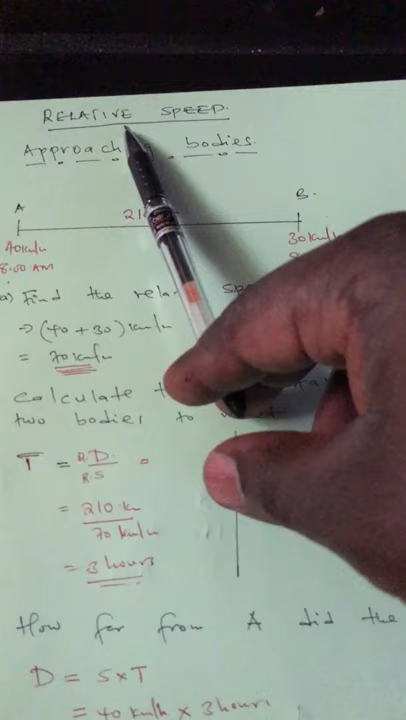 RELATIVE SPEED.
Approach bodies.
A B.
21
40km/h 30km/h
8:00 AM
a) Find the rela
⇒ (40 + 30) km/h
= 70km/h
calculate t
two bodies to
T = R.D =
R.S
= 210 km
70 km/h
= 3 hours
How far from A did the
D = S x T
= 40 km/h x 3 hours